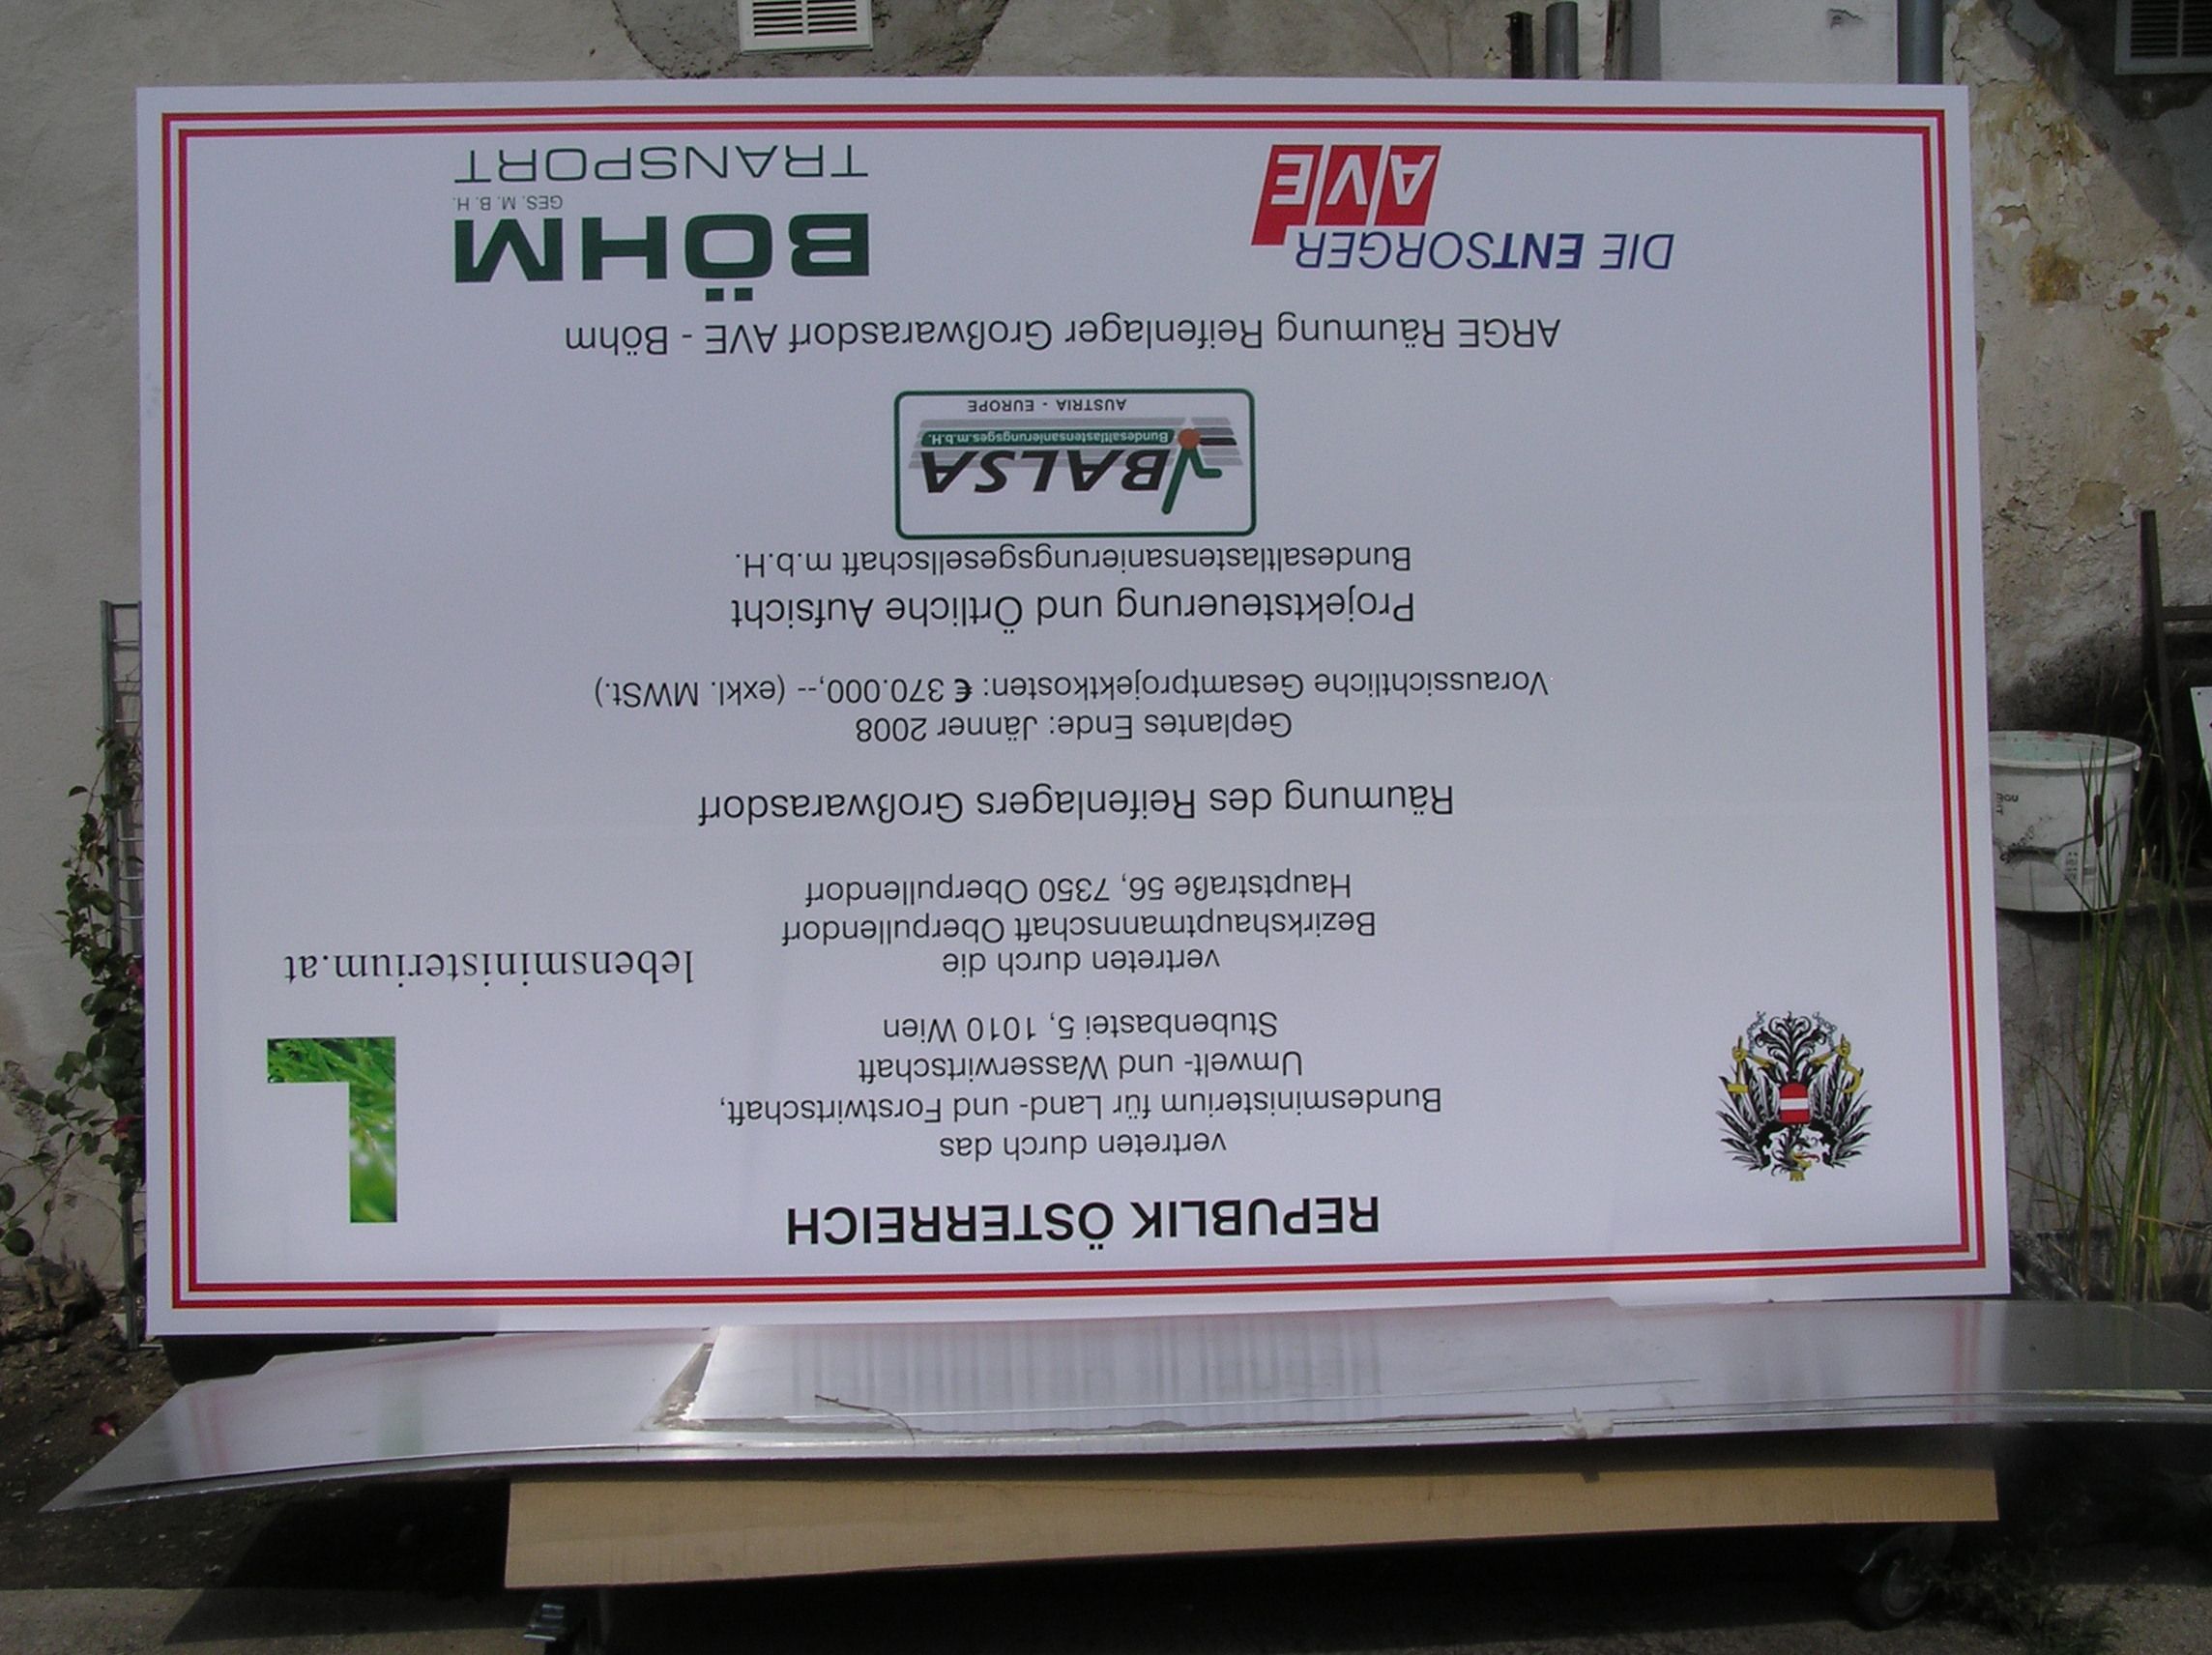 REPUBLIK ÖSTERREICH
vertreten durch das
Bundesministerium für Land- und Forstwirtschaft,
Umwelt- und Wasserwirtschaft
Stubenbastei 5, 1010 Wien
lebensministerium.at
vertreten durch die
Bezirkshauptmannschaft Oberpullendorf
Hauptstraße 56, 7350 Oberpullendorf
Räumung des Reifenlagers Großwarasdorf
Geplantes Ende: Jänner 2008
Voraussichtliche Gesamtprojektkosten: € 370.000,-- (exkl. MWSt.)
Projektsteuerung und Örtliche Aufsicht
Bundesaltlastensanierungsgesellschaft m.b.H.
BALSA
Bundesaltlastensanierungsges.m.b.H.
AUSTRIA - EUROPE
ARGE Räumung Reifenlager Großwarasdorf AVE - Böhm
DIE ENTSORGER
AVE
BÖHM
GES. M. B. H.
TRANSPORT